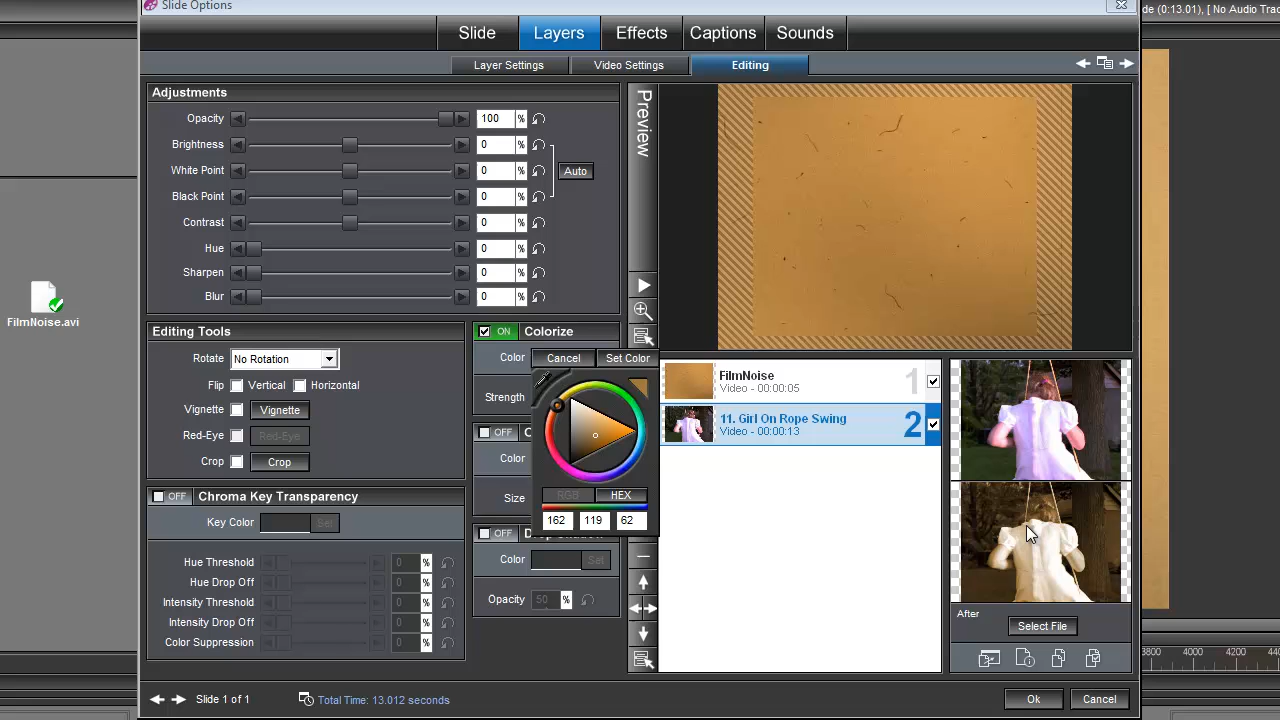 Slide Options
de (0:13.01), [ No Audio Trac
Slide
Layers
Effects
Captions
Sounds
Layer Settings
Video Settings
Editing
Adjustments
Opacity 100 %
Brightness 0 %
White Point 0 %
Auto
Black Point 0 %
Contrast 0 %
Hue 0 %
Sharpen 0 %
Blur 0 %
Preview
FilmNoise.avi
Editing Tools
Rotate No Rotation
Flip Vertical Horizontal
Vignette Vignette
Red-Eye Red-Eye
Crop Crop
ON Colorize
Color Cancel Set Color
Strength
OFF
Color
Size
RGB HEX
162 119 62
OFF Drop Shadow
Color Set
Opacity 50 %
OFF Chroma Key Transparency
Key Color Set
Hue Threshold 0 %
Hue Drop Off 0 %
Intensity Threshold 0 %
Intensity Drop Off 0 %
Color Suppression 0 %
FilmNoise
Video - 00:00:05
1
11. Girl On Rope Swing
Video - 00:00:13
2
After
Select File
3800 4000 4200 44
Slide 1 of 1
Total Time: 13.012 seconds
Ok
Cancel